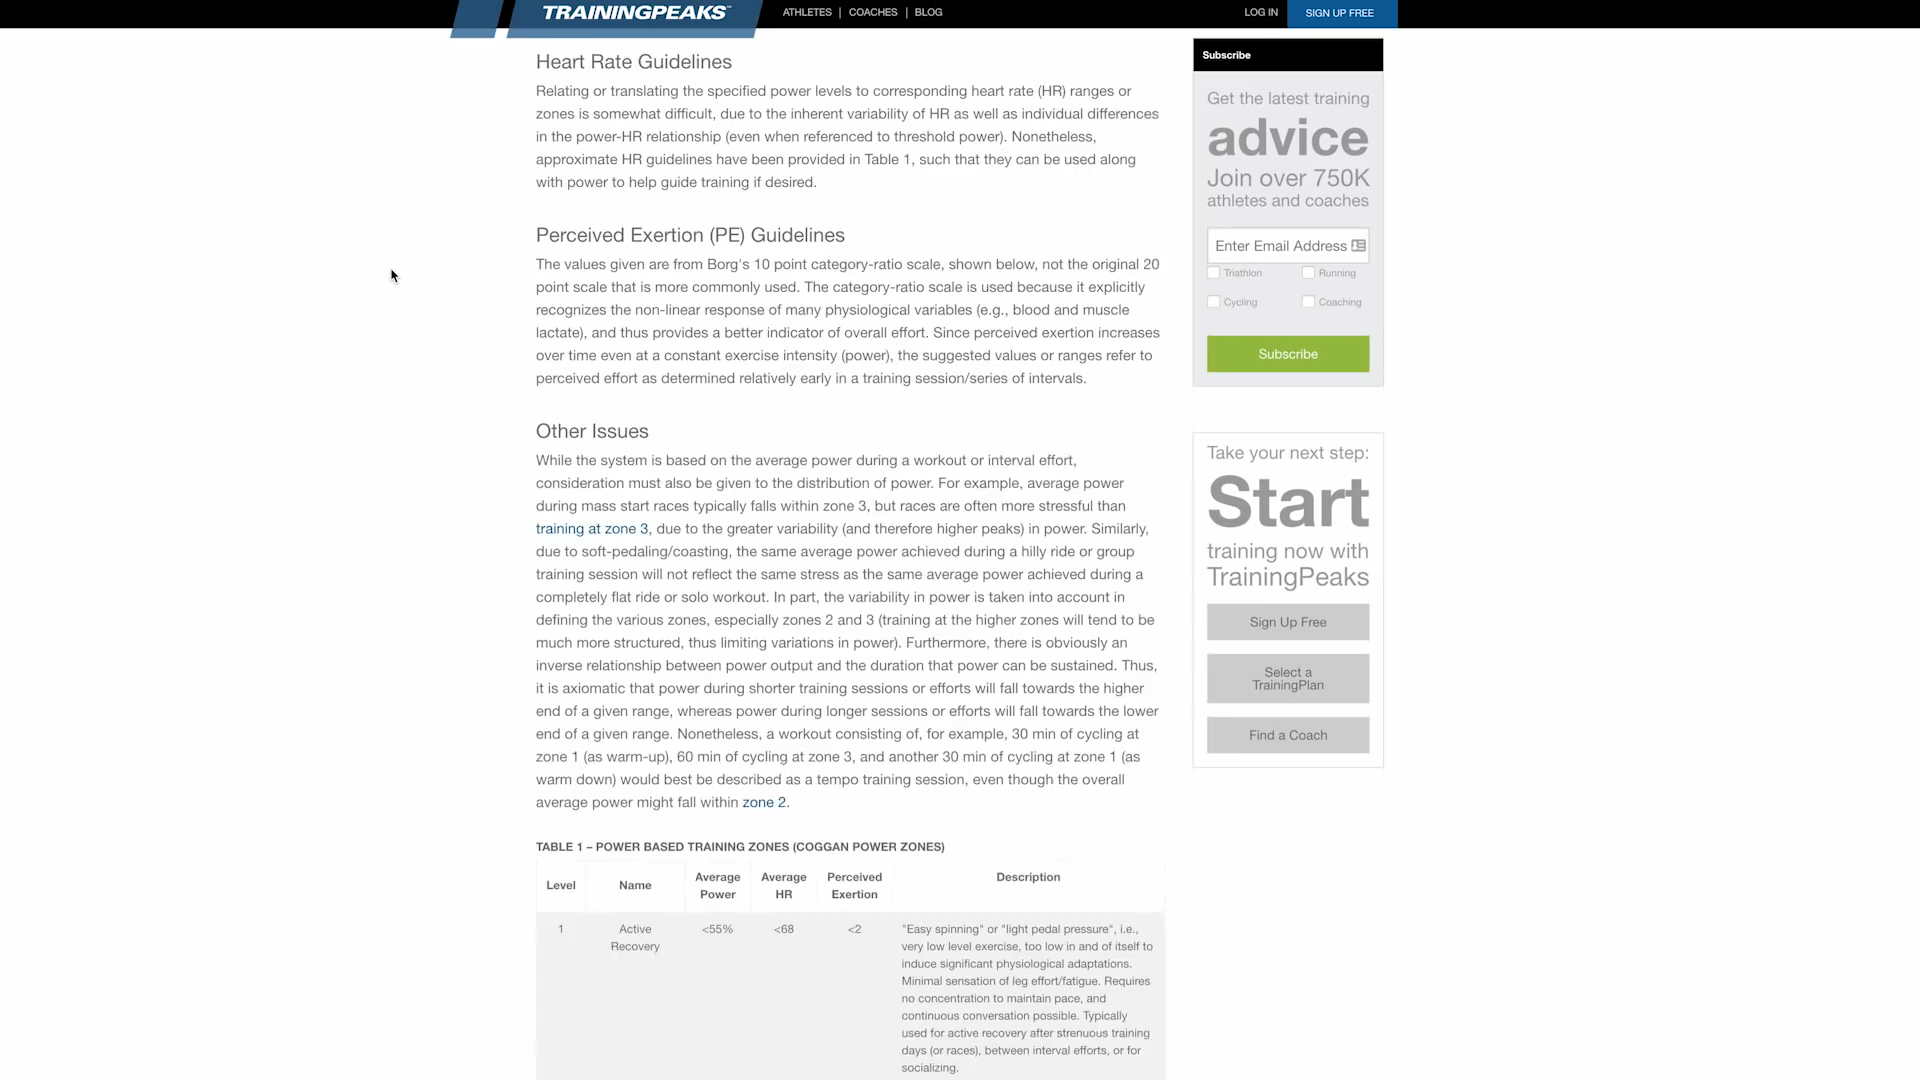 TRAININGPEAKS™
ATHLETES | COACHES | BLOG
LOG IN
SIGN UP FREE
Heart Rate Guidelines
Relating or translating the specified power levels to corresponding heart rate (HR) ranges or
zones is somewhat difficult, due to the inherent variability of HR as well as individual differences
in the power-HR relationship (even when referenced to threshold power). Nonetheless,
approximate HR guidelines have been provided in Table 1, such that they can be used along
with power to help guide training if desired.
Perceived Exertion (PE) Guidelines
The values given are from Borg's 10 point category-ratio scale, shown below, not the original 20
point scale that is more commonly used. The category-ratio scale is used because it explicitly
recognizes the non-linear response of many physiological variables (e.g., blood and muscle
lactate), and thus provides a better indicator of overall effort. Since perceived exertion increases
over time even at a constant exercise intensity (power), the suggested values or ranges refer to
perceived effort as determined relatively early in a training session/series of intervals.
Other Issues
While the system is based on the average power during a workout or interval effort,
consideration must also be given to the distribution of power. For example, average power
during mass start races typically falls within zone 3, but races are often more stressful than
training at zone 3, due to the greater variability (and therefore higher peaks) in power. Similarly,
due to soft-pedaling/coasting, the same average power achieved during a hilly ride or group
training session will not reflect the same stress as the same average power achieved during a
completely flat ride or solo workout. In part, the variability in power is taken into account in
defining the various zones, especially zones 2 and 3 (training at the higher zones will tend to be
much more structured, thus limiting variations in power). Furthermore, there is obviously an
inverse relationship between power output and the duration that power can be sustained. Thus,
it is axiomatic that power during shorter training sessions or efforts will fall towards the higher
end of a given range, whereas power during longer sessions or efforts will fall towards the lower
end of a given range. Nonetheless, a workout consisting of, for example, 30 min of cycling at
zone 1 (as warm-up), 60 min of cycling at zone 3, and another 30 min of cycling at zone 1 (as
warm down) would best be described as a tempo training session, even though the overall
average power might fall within zone 2.
TABLE 1 – POWER BASED TRAINING ZONES (COGGAN POWER ZONES)
Level
Name
Average
Power
Average
HR
Perceived
Exertion
Description
1
Active
Recovery
<55%
<68
<2
"Easy spinning" or "light pedal pressure", i.e.,
very low level exercise, too low in and of itself to
induce significant physiological adaptations.
Minimal sensation of leg effort/fatigue. Requires
no concentration to maintain pace, and
continuous conversation possible. Typically
used for active recovery after strenuous training
days (or races), between interval efforts, or for
socializing.
Subscribe
Get the latest training
advice
Join over 750K
athletes and coaches
Enter Email Address
Triathlon
Running
Cycling
Coaching
Subscribe
Take your next step:
Start
training now with
TrainingPeaks
Sign Up Free
Select a
TrainingPlan
Find a Coach